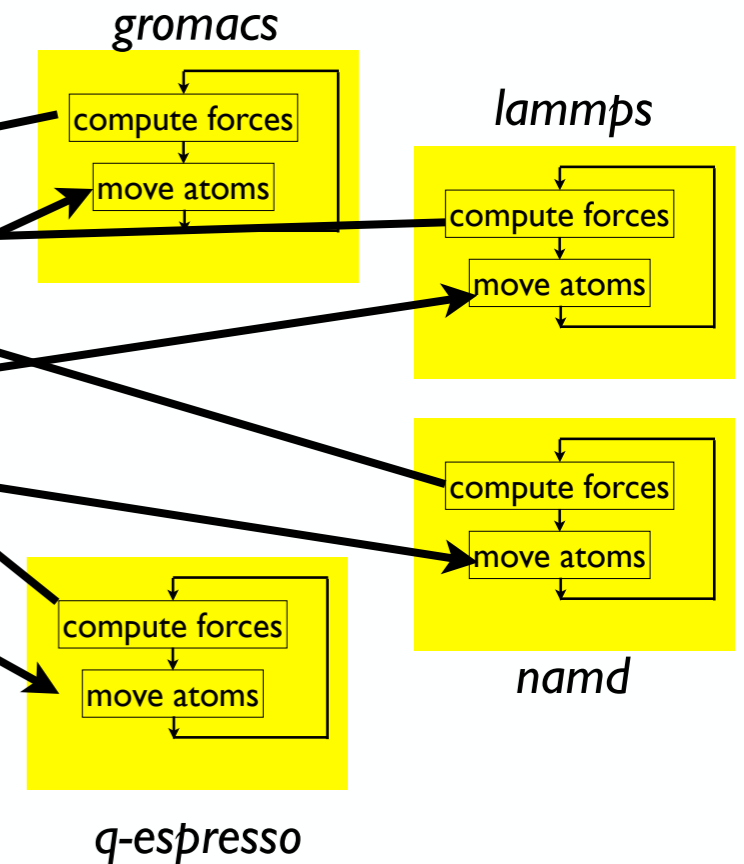 gromacs
compute forces
move atoms
lammps
compute forces
move atoms
compute forces
move atoms
namd
compute forces
move atoms
q-espresso